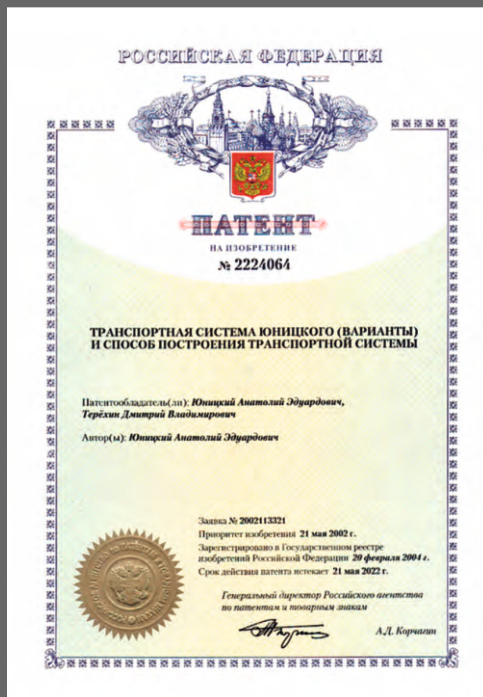 РОССИЙСКАЯ ФЕДЕРАЦИЯ
ПАТЕНТ
НА ИЗОБРЕТЕНИЕ
№ 2224064
ТРАНСПОРТНАЯ СИСТЕМА ЮНИЦКОГО (ВАРИАНТЫ)
И СПОСОБ ПОСТРОЕНИЯ ТРАНСПОРТНОЙ СИСТЕМЫ
Патентообладатель(ли): Юницкий Анатолий Эдуардович,
Терёхин Дмитрий Владимирович
Автор(ы): Юницкий Анатолий Эдуардович
Заявка № 2002113321
Приоритет изобретения 21 мая 2002 г.
Зарегистрировано в Государственном реестре
изобретений Российской Федерации 20 февраля 2004 г.
Срок действия патента истекает 21 мая 2022 г.
Генеральный директор Российского агентства
по патентам и товарным знакам
А.Д. Корчагин